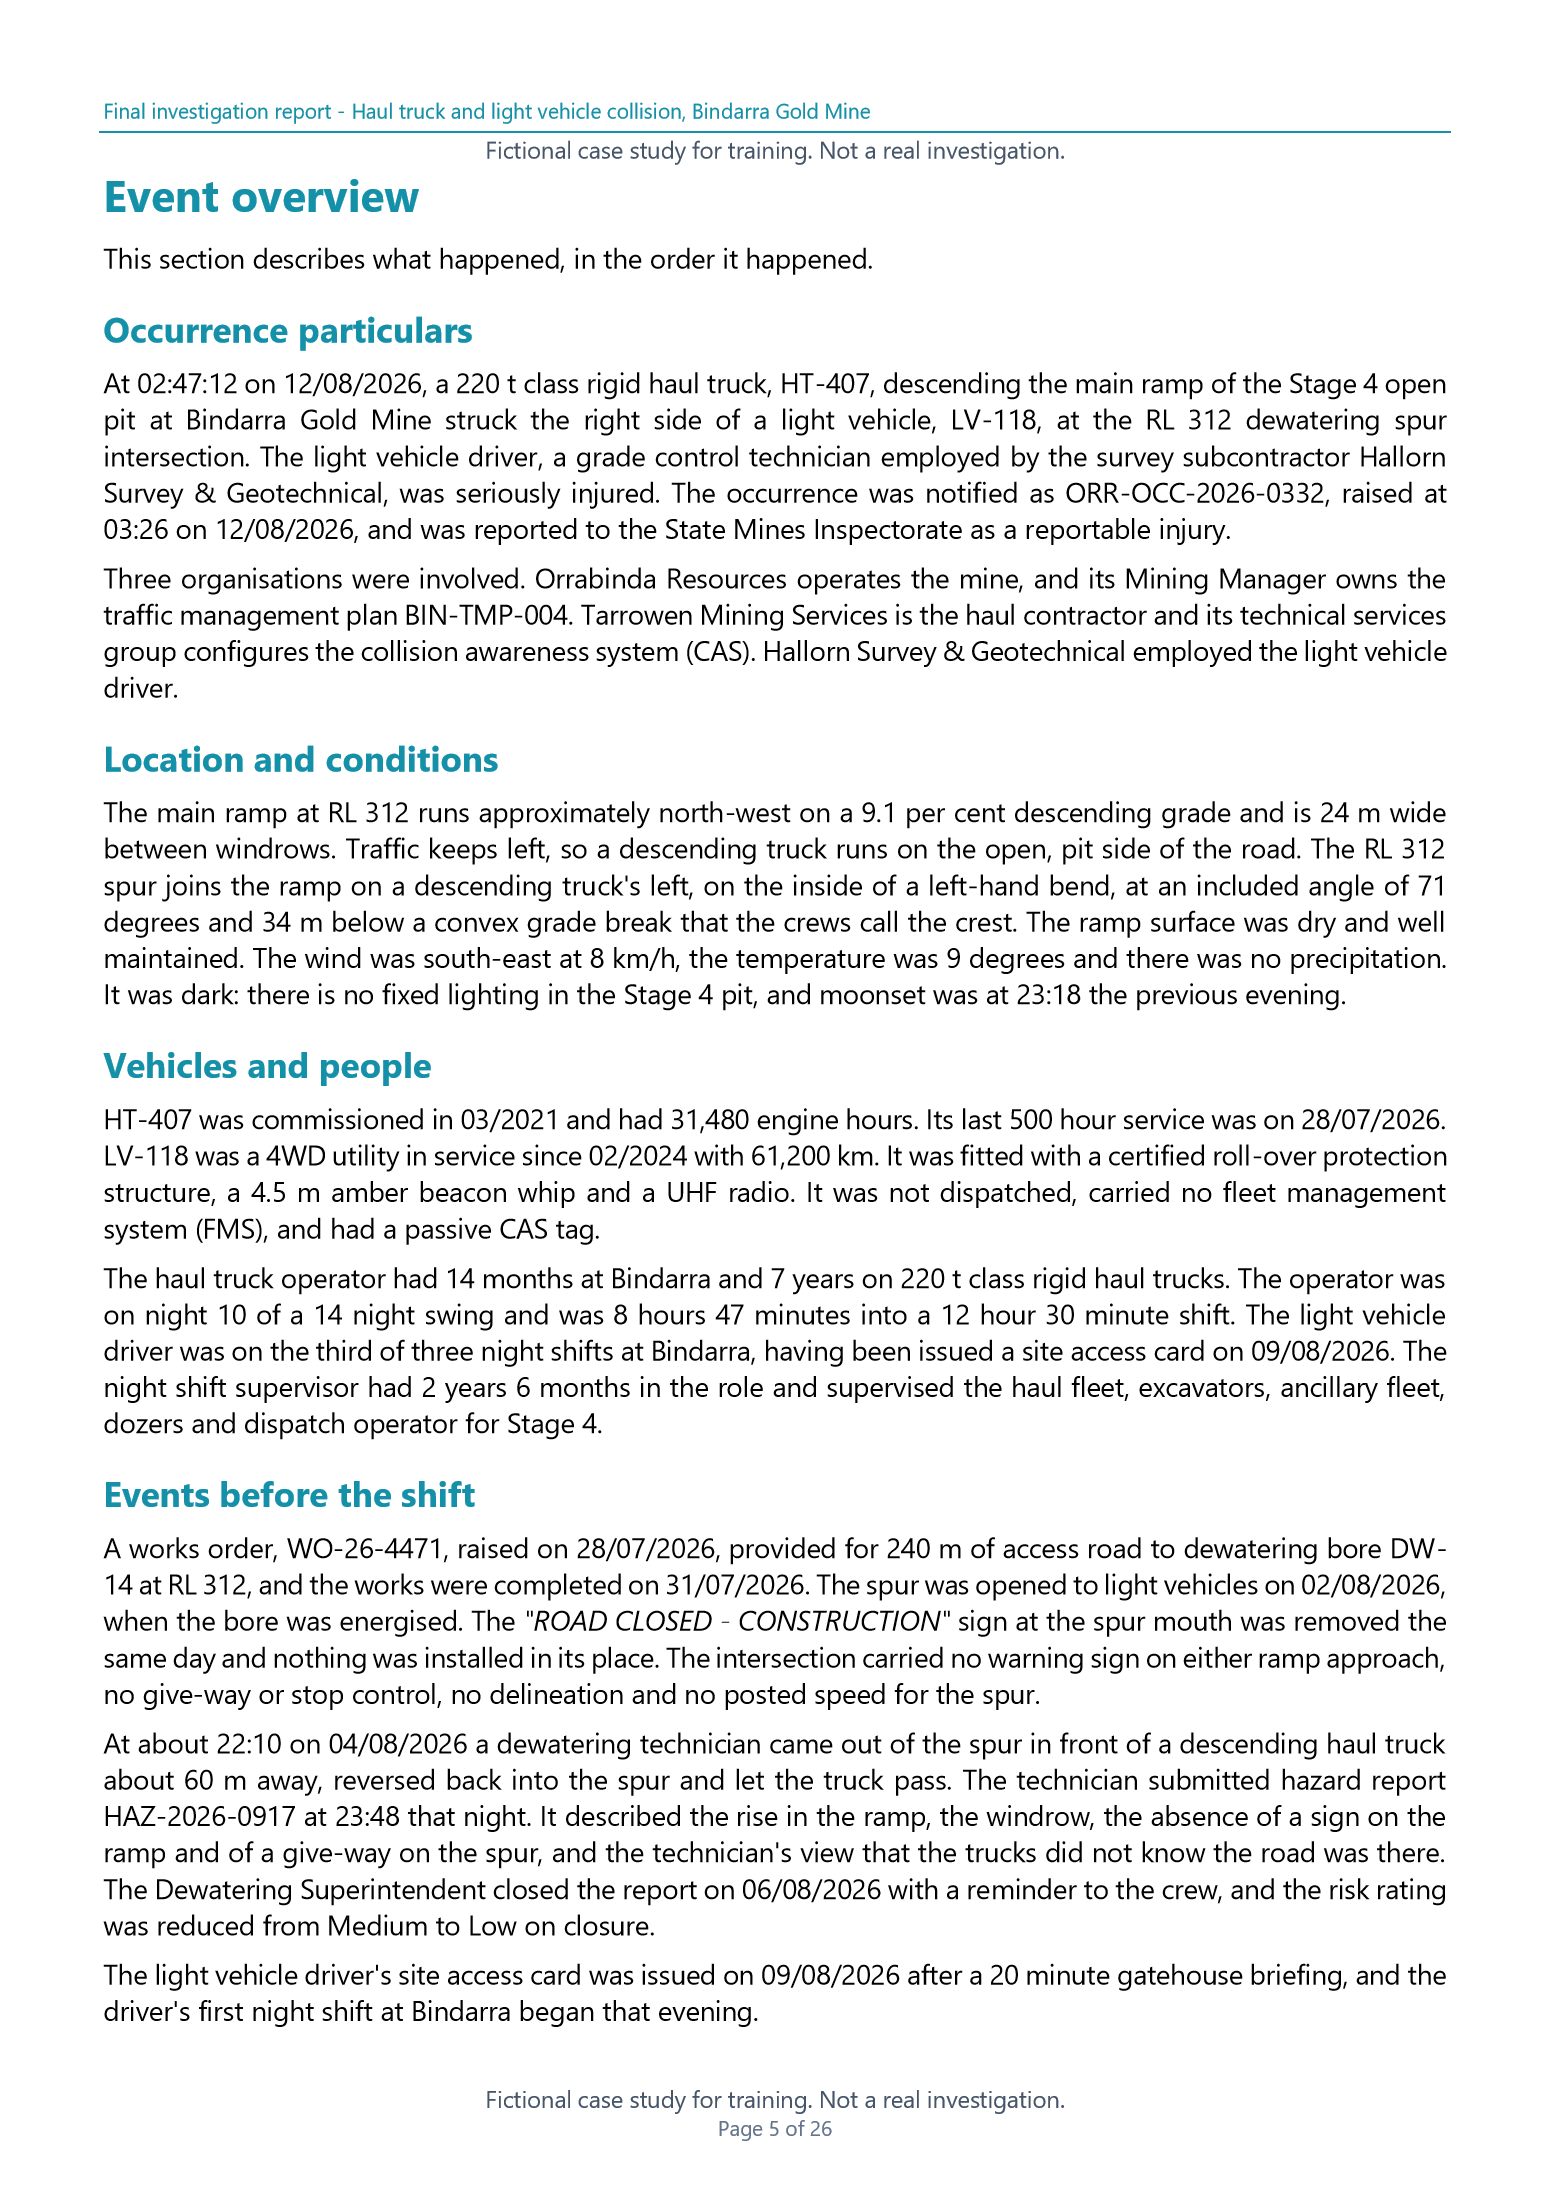 Final investigation report - Haul truck and light vehicle collision, Bindarra Gold Mine
Fictional case study for training. Not a real investigation.
Event overview
This section describes what happened, in the order it happened.
Occurrence particulars
At 02:47:12 on 12/08/2026, a 220 t class rigid haul truck, HT-407, descending the main ramp of the Stage 4 open
pit at Bindarra Gold Mine struck the right side of a light vehicle, LV-118, at the RL 312 dewatering spur
intersection. The light vehicle driver, a grade control technician employed by the survey subcontractor Hallorn
Survey & Geotechnical, was seriously injured. The occurrence was notified as ORR-OCC-2026-0332, raised at
03:26 on 12/08/2026, and was reported to the State Mines Inspectorate as a reportable injury.
Three organisations were involved. Orrabinda Resources operates the mine, and its Mining Manager owns the
traffic management plan BIN-TMP-004. Tarrowen Mining Services is the haul contractor and its technical services
group configures the collision awareness system (CAS). Hallorn Survey & Geotechnical employed the light vehicle
driver.
Location and conditions
The main ramp at RL 312 runs approximately north-west on a 9.1 per cent descending grade and is 24 m wide
between windrows. Traffic keeps left, so a descending truck runs on the open, pit side of the road. The RL 312
spur joins the ramp on a descending truck's left, on the inside of a left-hand bend, at an included angle of 71
degrees and 34 m below a convex grade break that the crews call the crest. The ramp surface was dry and well
maintained. The wind was south-east at 8 km/h, the temperature was 9 degrees and there was no precipitation.
It was dark: there is no fixed lighting in the Stage 4 pit, and moonset was at 23:18 the previous evening.
Vehicles and people
HT-407 was commissioned in 03/2021 and had 31,480 engine hours. Its last 500 hour service was on 28/07/2026.
LV-118 was a 4WD utility in service since 02/2024 with 61,200 km. It was fitted with a certified roll-over protection
structure, a 4.5 m amber beacon whip and a UHF radio. It was not dispatched, carried no fleet management
system (FMS), and had a passive CAS tag.
The haul truck operator had 14 months at Bindarra and 7 years on 220 t class rigid haul trucks. The operator was
on night 10 of a 14 night swing and was 8 hours 47 minutes into a 12 hour 30 minute shift. The light vehicle
driver was on the third of three night shifts at Bindarra, having been issued a site access card on 09/08/2026. The
night shift supervisor had 2 years 6 months in the role and supervised the haul fleet, excavators, ancillary fleet,
dozers and dispatch operator for Stage 4.
Events before the shift
A works order, WO-26-4471, raised on 28/07/2026, provided for 240 m of access road to dewatering bore DW-
14 at RL 312, and the works were completed on 31/07/2026. The spur was opened to light vehicles on 02/08/2026,
when the bore was energised. The "ROAD CLOSED - CONSTRUCTION" sign at the spur mouth was removed the
same day and nothing was installed in its place. The intersection carried no warning sign on either ramp approach,
no give-way or stop control, no delineation and no posted speed for the spur.
At about 22:10 on 04/08/2026 a dewatering technician came out of the spur in front of a descending haul truck
about 60 m away, reversed back into the spur and let the truck pass. The technician submitted hazard report
HAZ-2026-0917 at 23:48 that night. It described the rise in the ramp, the windrow, the absence of a sign on the
ramp and of a give-way on the spur, and the technician's view that the trucks did not know the road was there.
The Dewatering Superintendent closed the report on 06/08/2026 with a reminder to the crew, and the risk rating
was reduced from Medium to Low on closure.
The light vehicle driver's site access card was issued on 09/08/2026 after a 20 minute gatehouse briefing, and the
driver's first night shift at Bindarra began that evening.
Fictional case study for training. Not a real investigation.
Page 5 of 26